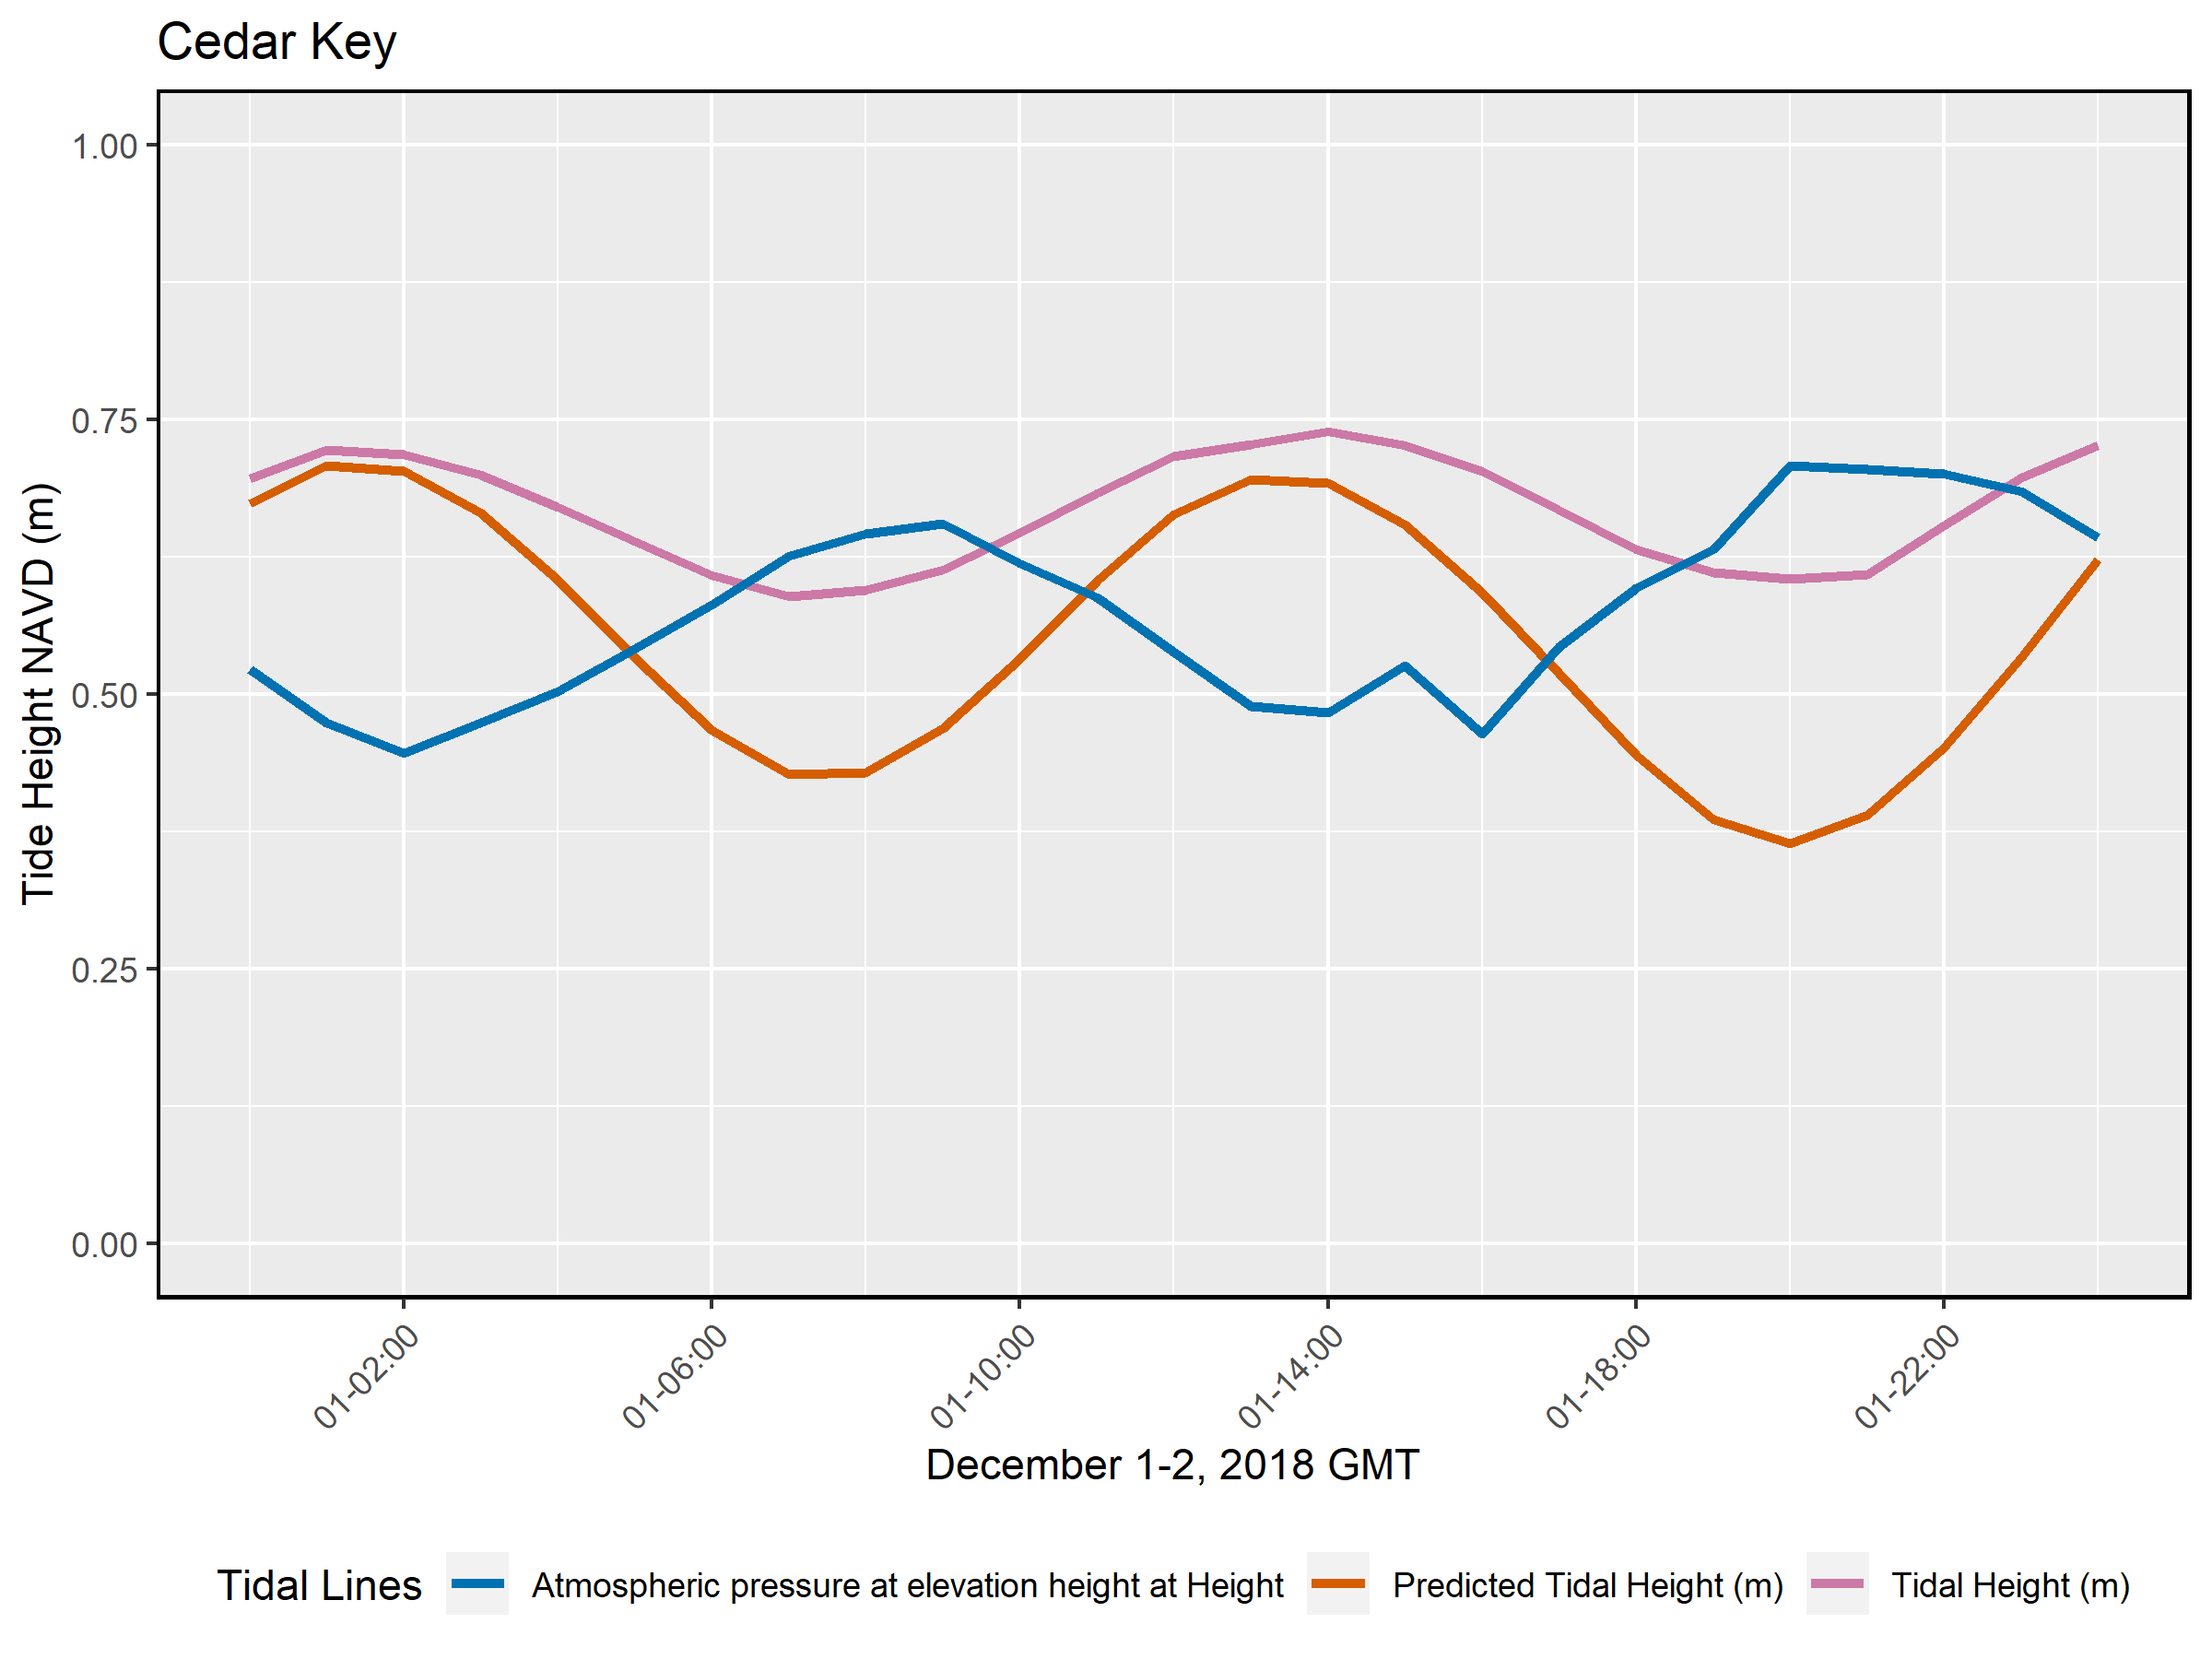 Cedar Key
Tide Height NAVD (m)
1.00
0.75
0.50
0.25
0.00
01-02:00
01-06:00
01-10:00
01-14:00
01-18:00
01-22:00
December 1-2, 2018 GMT
Tidal Lines
Atmospheric pressure at elevation height at Height
Predicted Tidal Height (m)
Tidal Height (m)